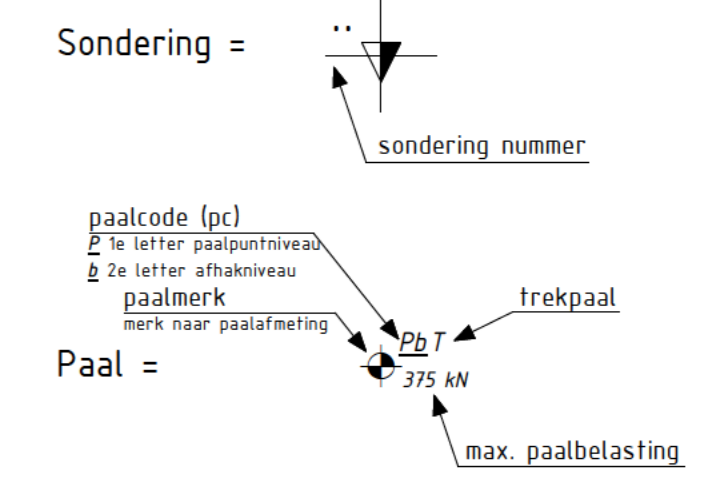 ..
Sondering =
sondering nummer
paalcode (pc)
P 1e letter paalpuntniveau
b 2e letter afhakniveau
paalmerk
merk naar paalafmeting
trekpaal
Pb T
Paal =
375 kN
max. paalbelasting